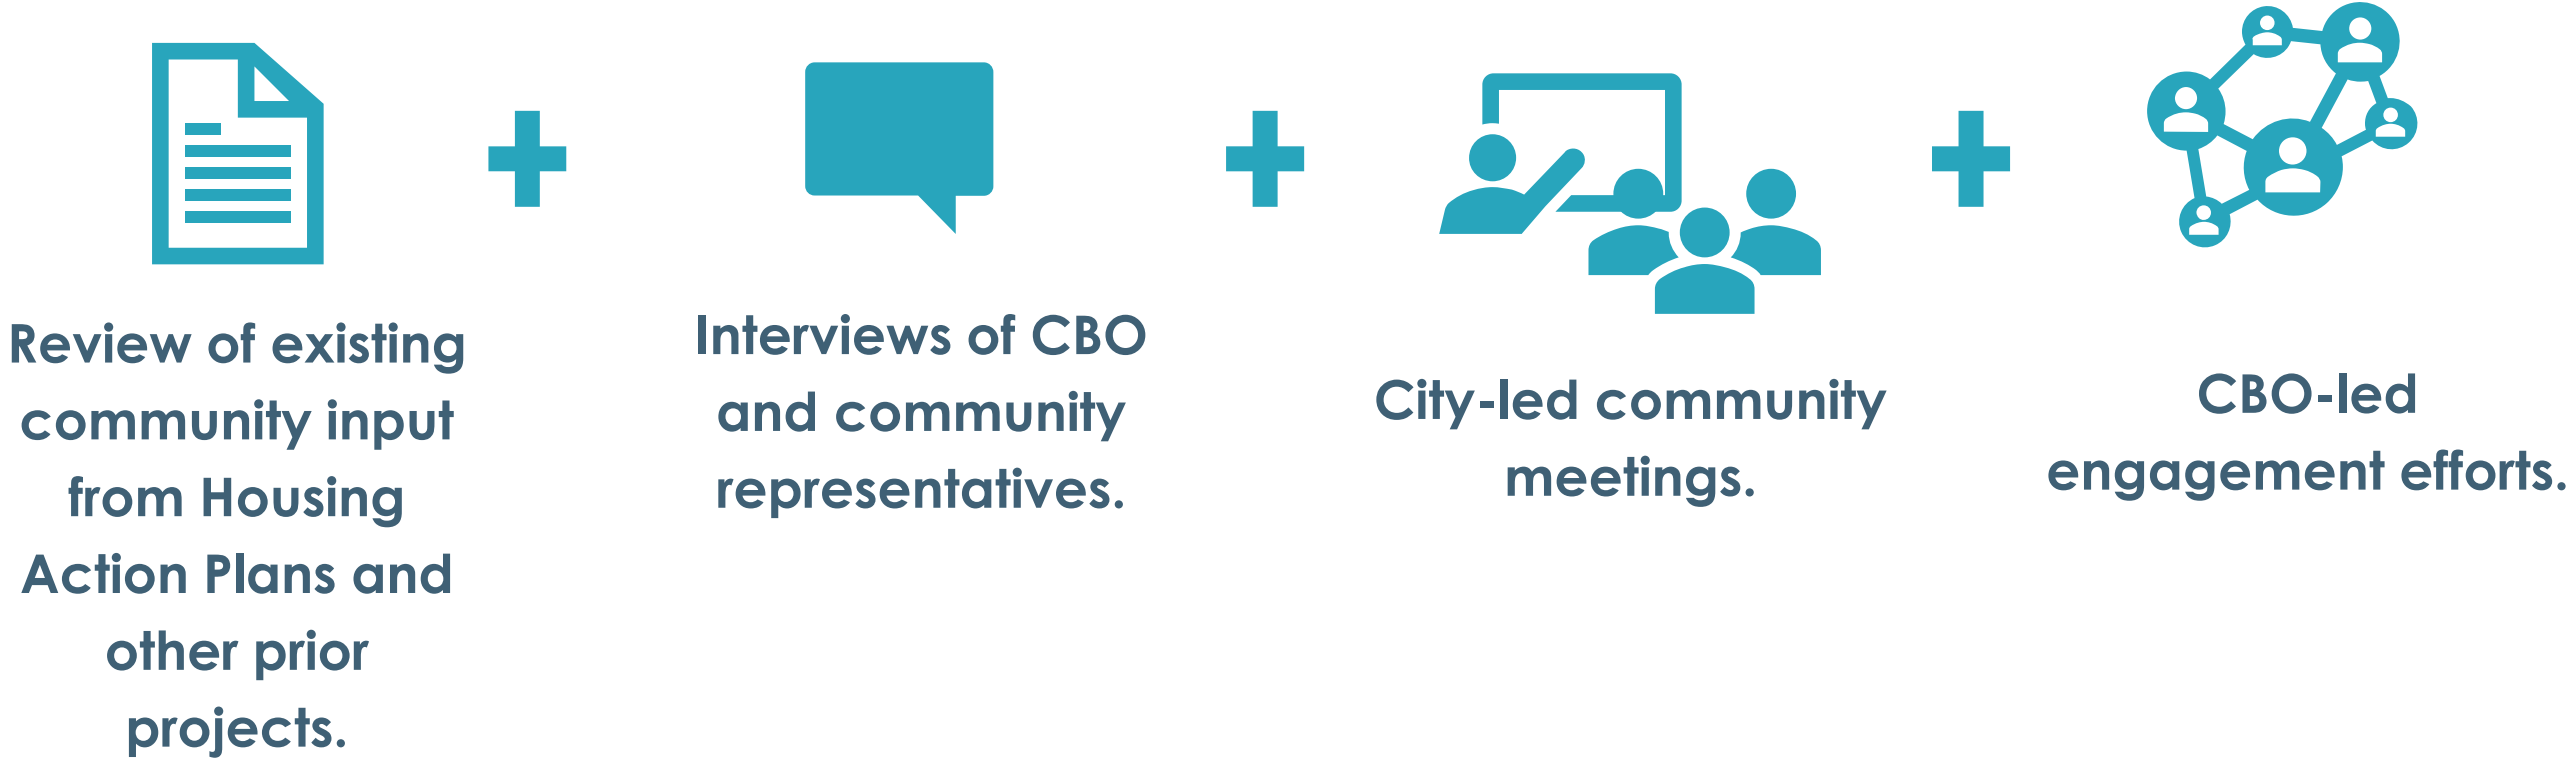 Review of existing
community input
from Housing
Action Plans and
other prior
projects.
Interviews of CBO
and community
representatives.
City-led community
meetings.
CBO-led
engagement efforts.